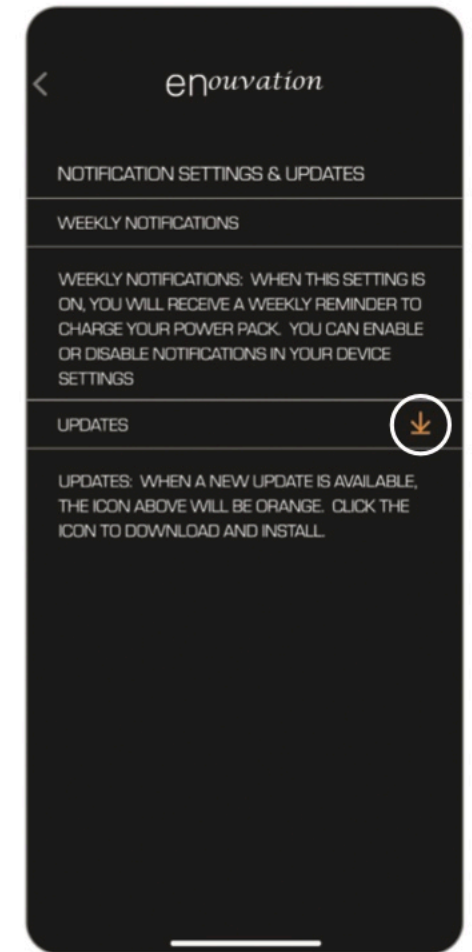 enouvation
NOTIFICATION SETTINGS & UPDATES
WEEKLY NOTIFICATIONS
WEEKLY NOTIFICATIONS: WHEN THIS SETTING IS
ON, YOU WILL RECEIVE A WEEKLY REMINDER TO
CHARGE YOUR POWER PACK. YOU CAN ENABLE
OR DISABLE NOTIFICATIONS IN YOUR DEVICE
SETTINGS
UPDATES
UPDATES: WHEN A NEW UPDATE IS AVAILABLE,
THE ICON ABOVE WILL BE ORANGE. CLICK THE
ICON TO DOWNLOAD AND INSTALL.